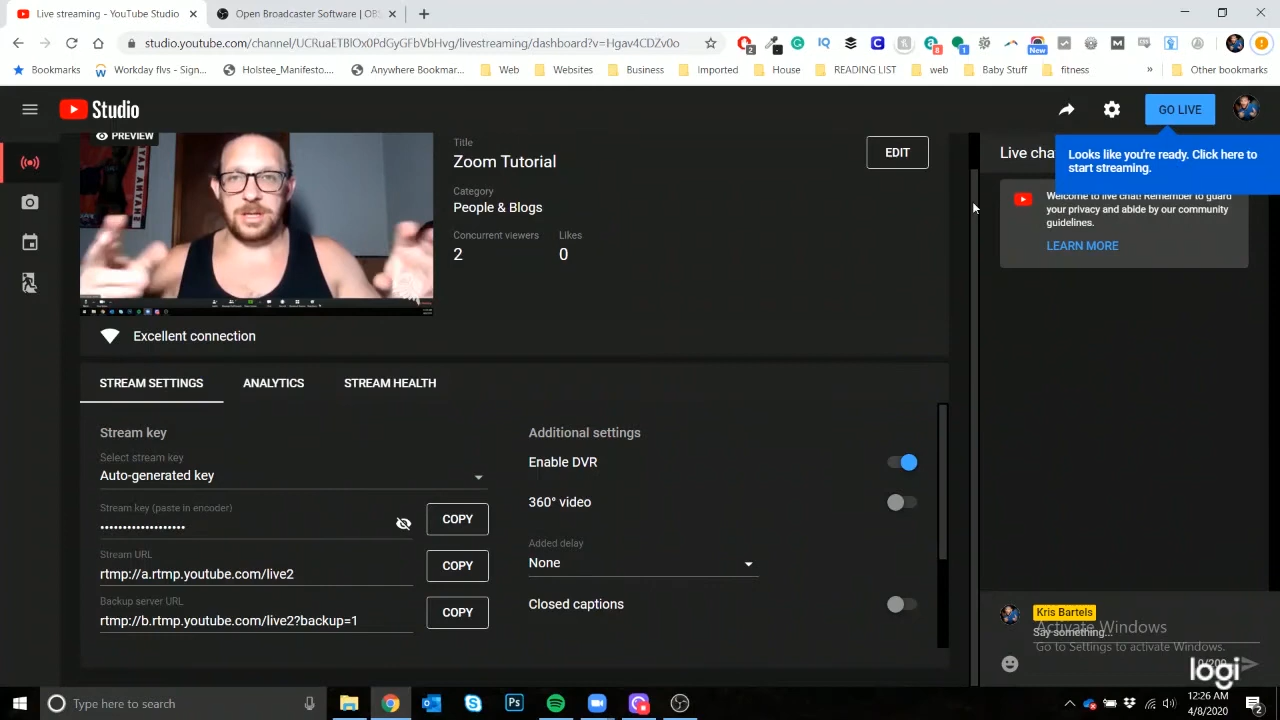 Live streaming - YouTube Studio
Open Broadcaster Software | OBS
studio.youtube.com/channel/UCRuTDJDx0PdGyGFbVbHvg/livestreaming/dashboard?v=Hgav4CDZv0o
Bookmarks
Workday flvs - Sign...
Holstee_Manifesto....
Anywhere Bookmar...
Web
Websites
Business
Imported
House
READING LIST
web
Baby Stuff
fitness
»
Other bookmarks
Studio
GO LIVE
PREVIEW
Title
Zoom Tutorial
EDIT
Category
People & Blogs
Concurrent viewers
Likes
2
0
Live cha
Looks like you're ready. Click here to
start streaming.
Welcome to live chat! Remember to guard
your privacy and abide by our community
guidelines.
LEARN MORE
Excellent connection
STREAM SETTINGS
ANALYTICS
STREAM HEALTH
Stream key
Select stream key
Auto-generated key
Stream key (paste in encoder)
••••••••••••••••••
COPY
Stream URL
rtmp://a.rtmp.youtube.com/live2
COPY
Backup server URL
rtmp://b.rtmp.youtube.com/live2?backup=1
COPY
Additional settings
Enable DVR
360° video
Added delay
None
Closed captions
Kris Bartels
Say something...
Activate Windows
Go to Settings to activate Windows.
0/200
logi
Type here to search
12:26 AM
4/8/2020
2